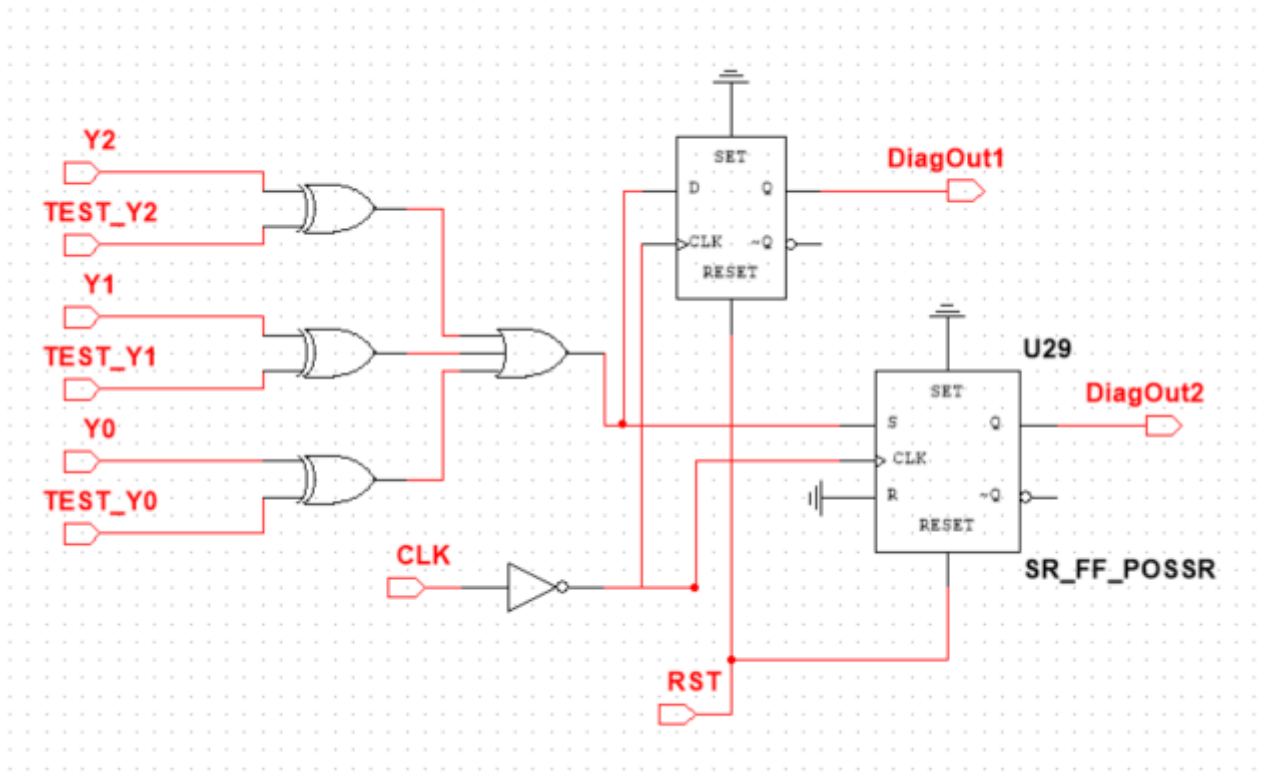 Y2
TEST_Y2
Y1
TEST_Y1
Y0
TEST_Y0
CLK
RST
SET
D
Q
CLK
~Q
RESET
DiagOut1
U29
SET
S
Q
CLK
R
~Q
RESET
SR_FF_POSSR
DiagOut2